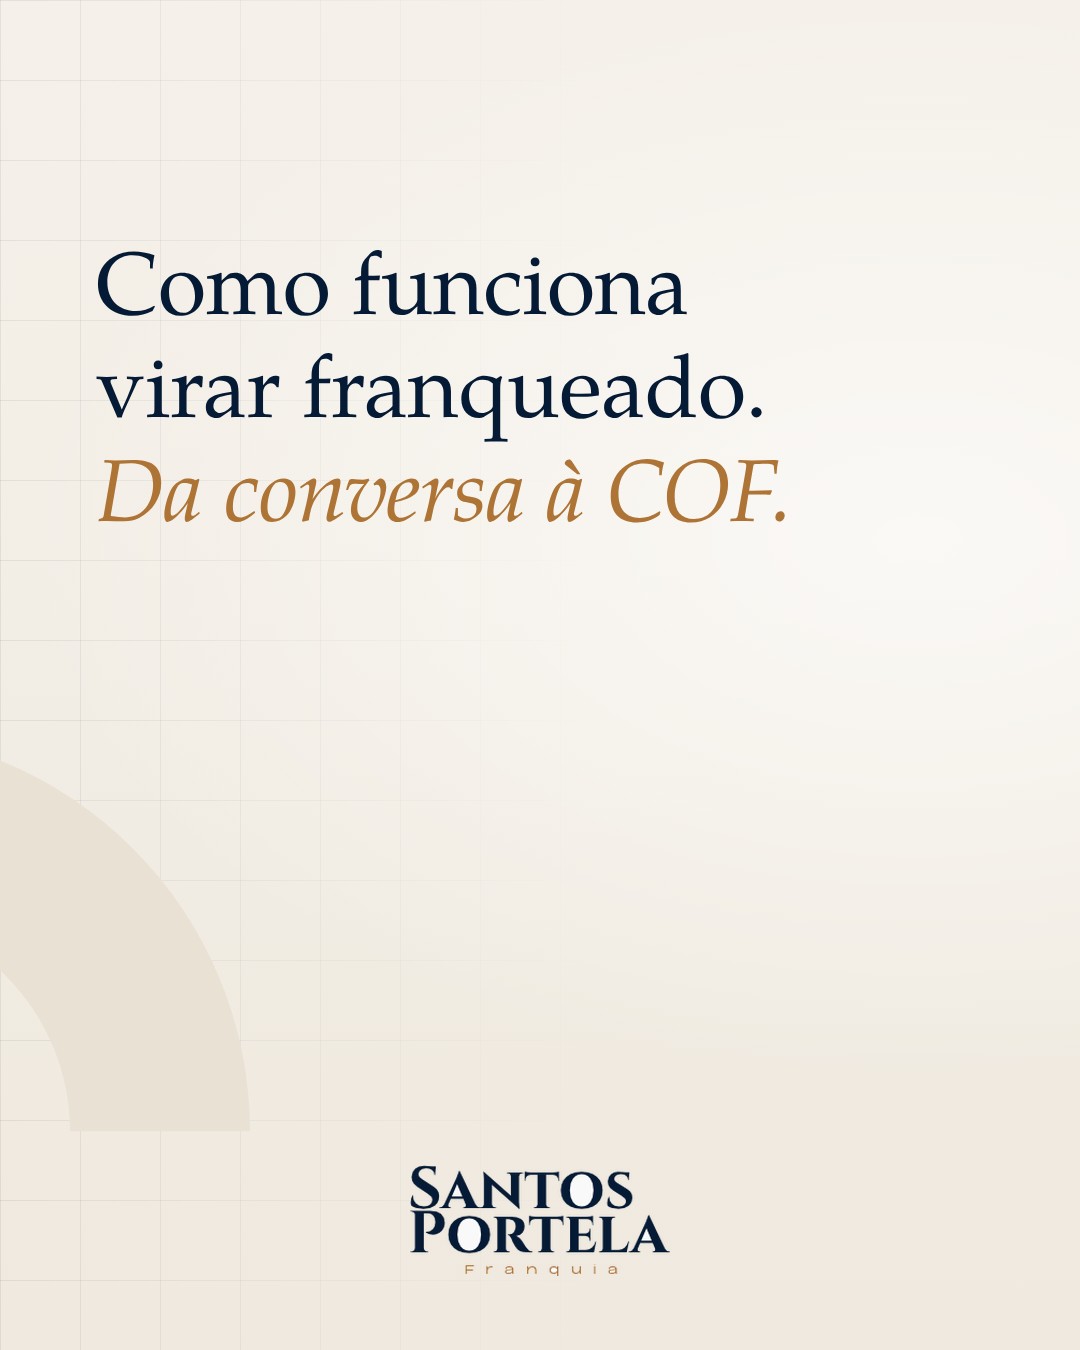 Como funciona
virar franqueado.
Da conversa à COF.
SANTOS
PORTELA
Franquia